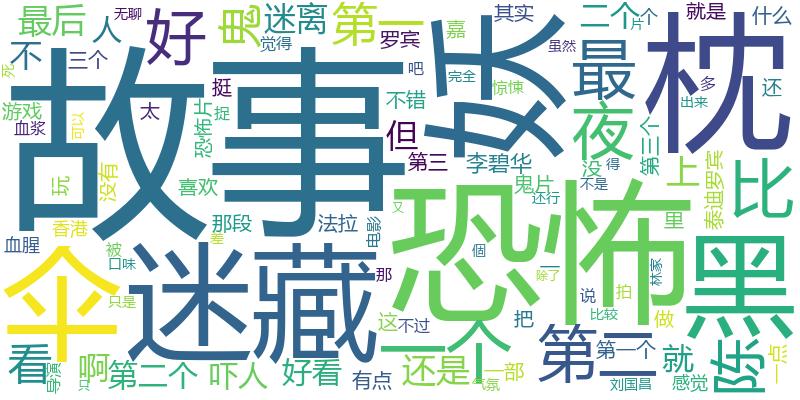 最后
人
无聊
好
鬼
迷离
第一
其实
二个
片
个
就是
什么
不
三个
觉得
罗宾
嘉
虽然
最
枕
多
还
死
游戏
太
挺
吧
完全
惊悚
出来
血浆
可以
恐怖片
捉
不错
但
妖
夜
第三个
故事
玩
没有
喜欢
第三
李碧华
没
得
上
泰迪罗宾
比
鬼片
不是
香港
那段
法拉
电影
又
还行
里
血腥
被
差
恐怖
伞
口味
迷藏
那
这
不过
個
一
说
林家
黑
只是
一个
把
除了
拍
比较
做
看
导演
只
啊
第二个
吓人
好看
有点
还是
气氛
一部
第二
第一个
就
刘国昌
感觉
陈
一点